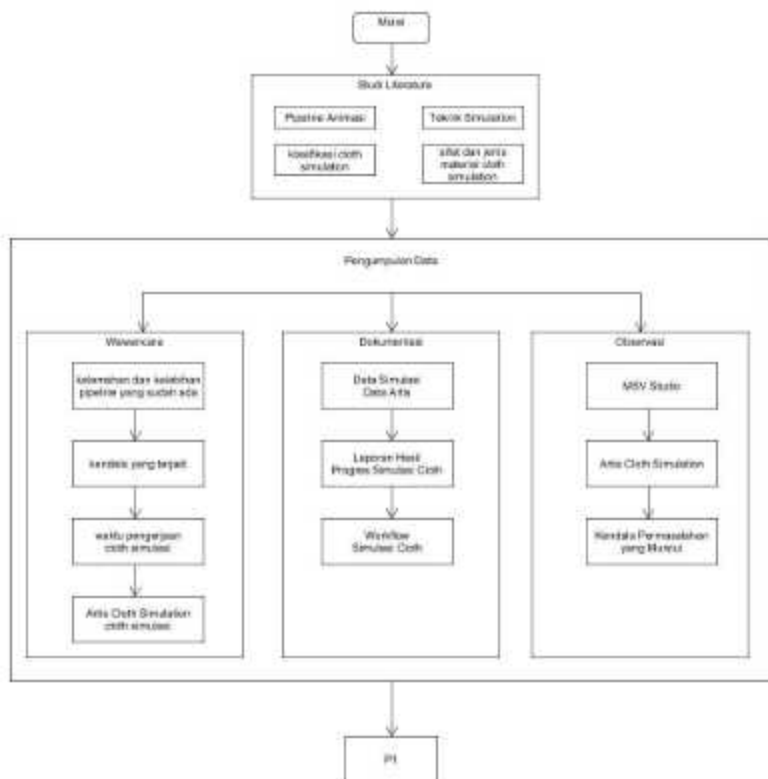 Mulai
Studi Literature
Pipeline Animasi
Teknik Simulation
klasifikasi cloth
simulation
sifat dan jenis
material cloth
simulation
Pengumpulan Data
Wawancara
kelemahan dan kelebihan
pipeline yang sudah ada
kendala yang terjadi
waktu pengerjaan
cloth simulasi
Artis Cloth Simulation
cloth simulasi
Dokumentasi
Data Simulasi
Data Artis
Laporan Hasil
Progres Simulasi Cloth
Workflow
Simulasi Cloth
Observasi
MSV Studio
Artis Cloth Simulation
Kendala Permasalahan
yang Muncul